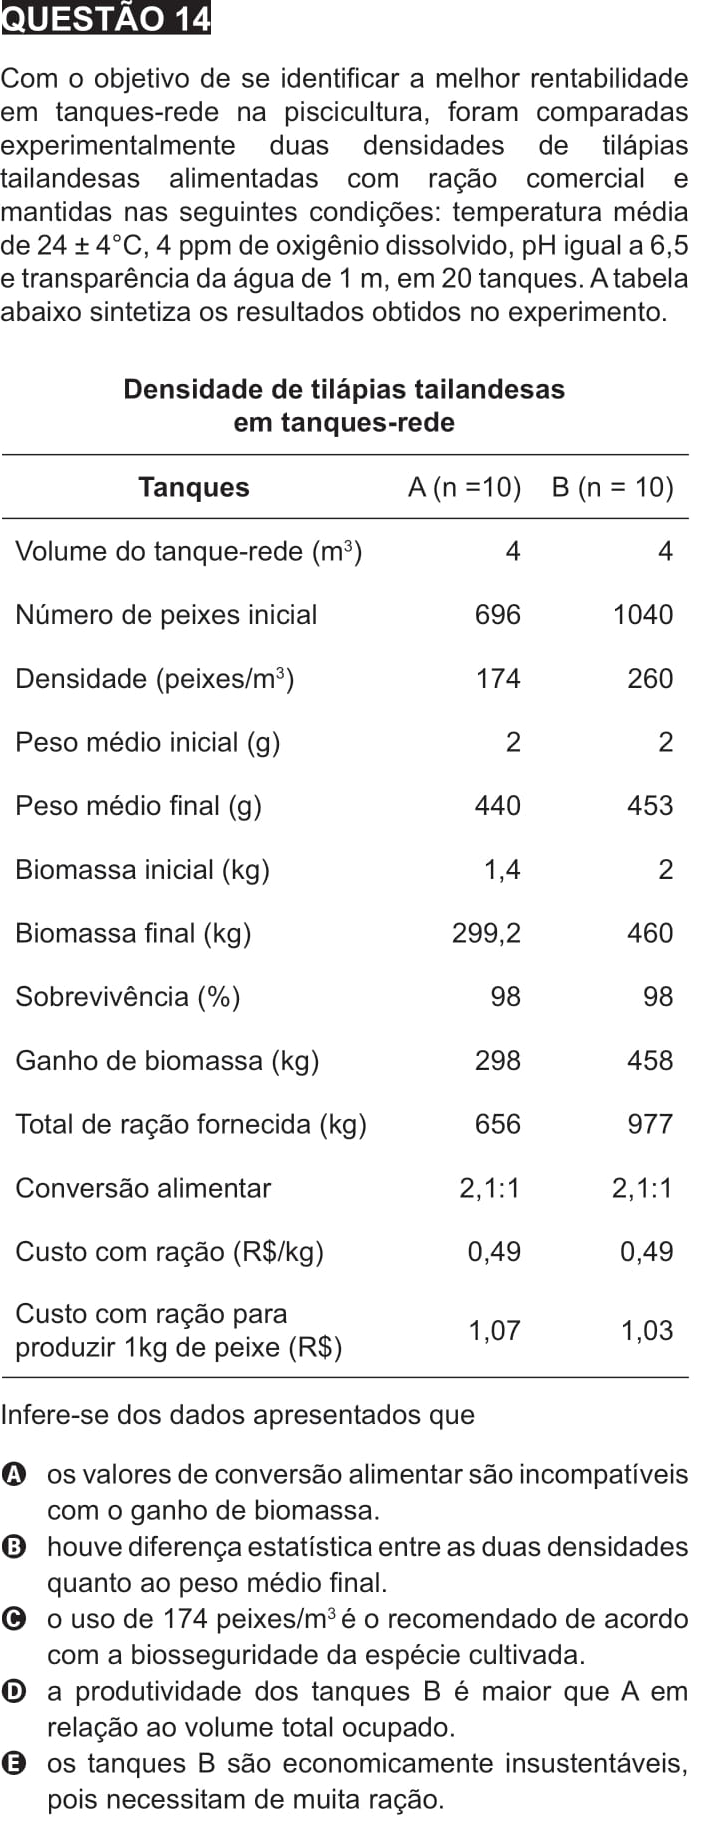 QUESTÃO 14
Com o objetivo de se identificar a melhor rentabilidade
em tanques-rede na piscicultura, foram comparadas
experimentalmente duas densidades de tilápias
tailandesas alimentadas com ração comercial e
mantidas nas seguintes condições: temperatura média
de 24 ± 4°C, 4 ppm de oxigênio dissolvido, pH igual a 6,5
e transparência da água de 1 m, em 20 tanques. A tabela
abaixo sintetiza os resultados obtidos no experimento.
Densidade de tilápias tailandesas
em tanques-rede
Tanques A (n =10) B (n = 10)
Volume do tanque-rede (m³) 4 4
Número de peixes inicial 696 1040
Densidade (peixes/m³) 174 260
Peso médio inicial (g) 2 2
Peso médio final (g) 440 453
Biomassa inicial (kg) 1,4 2
Biomassa final (kg) 299,2 460
Sobrevivência (%) 98 98
Ganho de biomassa (kg) 298 458
Total de ração fornecida (kg) 656 977
Conversão alimentar 2,1:1 2,1:1
Custo com ração (R$/kg) 0,49 0,49
Custo com ração para
produzir 1kg de peixe (R$) 1,07 1,03
Infere-se dos dados apresentados que
A os valores de conversão alimentar são incompatíveis
com o ganho de biomassa.
B houve diferença estatística entre as duas densidades
quanto ao peso médio final.
C o uso de 174 peixes/m³ é o recomendado de acordo
com a biosseguridade da espécie cultivada.
D a produtividade dos tanques B é maior que A em
relação ao volume total ocupado.
E os tanques B são economicamente insustentáveis,
pois necessitam de muita ração.